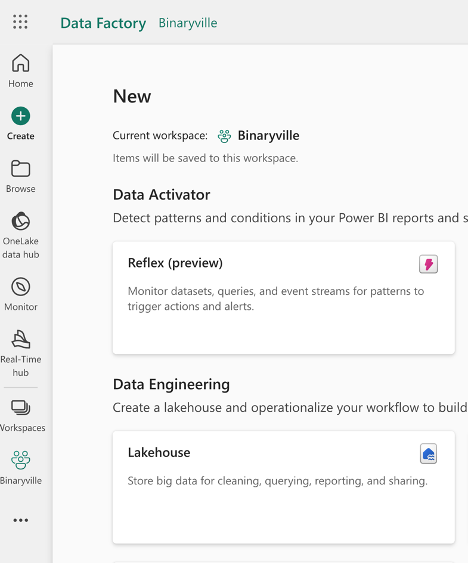 Data Factory Binaryville
Home
Create
Browse
OneLake
data hub
Monitor
Real-Time
hub
Workspaces
Binaryville
New
Current workspace: Binaryville
Items will be saved to this workspace.
Data Activator
Detect patterns and conditions in your Power BI reports and s
Reflex (preview)
Monitor datasets, queries, and event streams for patterns to
trigger actions and alerts.
Data Engineering
Create a lakehouse and operationalize your workflow to build
Lakehouse
Store big data for cleaning, querying, reporting, and sharing.